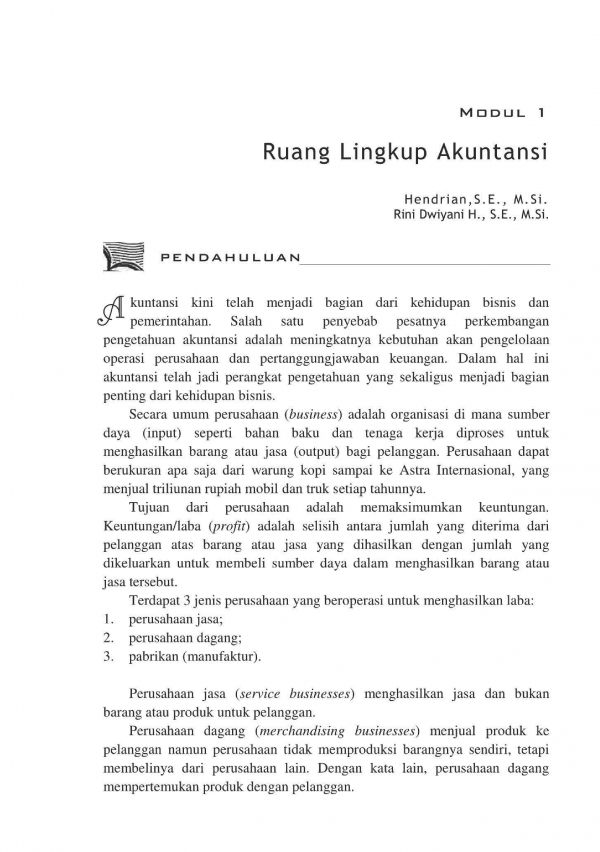 MODUL 1
Ruang Lingkup Akuntansi
Hendrian,S.E., M.Si.
Rini Dwiyani H., S.E., M.Si.
PENDAHULUAN
Akuntansi kini telah menjadi bagian dari kehidupan bisnis dan
pemerintahan. Salah satu penyebab pesatnya perkembangan
pengetahuan akuntansi adalah meningkatnya kebutuhan akan pengelolaan
operasi perusahaan dan pertanggungjawaban keuangan. Dalam hal ini
akuntansi telah jadi perangkat pengetahuan yang sekaligus menjadi bagian
penting dari kehidupan bisnis.
Secara umum perusahaan (business) adalah organisasi di mana sumber
daya (input) seperti bahan baku dan tenaga kerja diproses untuk
menghasilkan barang atau jasa (output) bagi pelanggan. Perusahaan dapat
berukuran apa saja dari warung kopi sampai ke Astra Internasional, yang
menjual triliunan rupiah mobil dan truk setiap tahunnya.
Tujuan dari perusahaan adalah memaksimumkan keuntungan.
Keuntungan/laba (profit) adalah selisih antara jumlah yang diterima dari
pelanggan atas barang atau jasa yang dihasilkan dengan jumlah yang
dikeluarkan untuk membeli sumber daya dalam menghasilkan barang atau
jasa tersebut.
Terdapat 3 jenis perusahaan yang beroperasi untuk menghasilkan laba:
1. perusahaan jasa;
2. perusahaan dagang;
3. pabrikan (manufaktur).
Perusahaan jasa (service businesses) menghasilkan jasa dan bukan
barang atau produk untuk pelanggan.
Perusahaan dagang (merchandising businesses) menjual produk ke
pelanggan namun perusahaan tidak memproduksi barangnya sendiri, tetapi
membelinya dari perusahaan lain. Dengan kata lain, perusahaan dagang
mempertemukan produk dengan pelanggan.